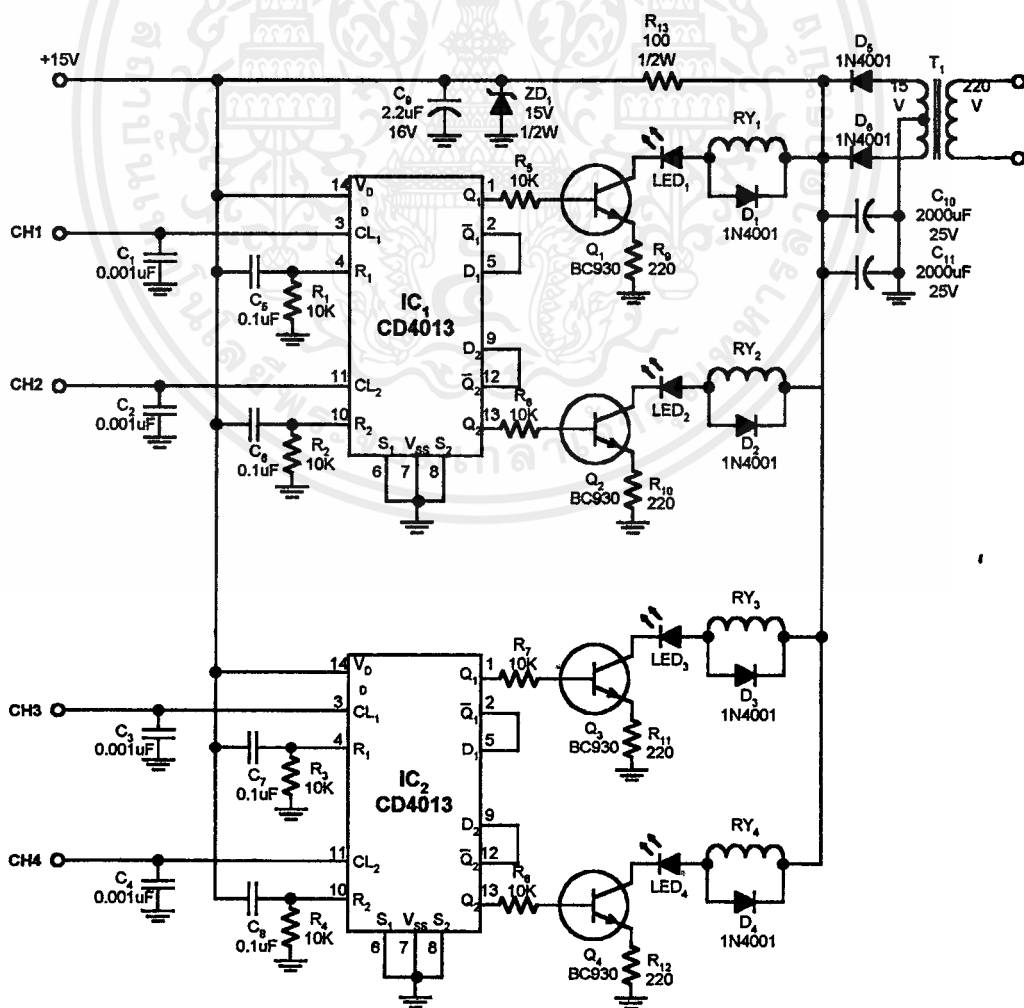 +15V
R13
100
1/2W
D5
1N4001
T1
15
V
220
V
C9
2.2uF
16V
ZD1
15V
1/2W
D6
1N4001
RY1
LED1
D1
1N4001
R5
10K
Q1
BC930
R9
220
C10
2000uF
25V
C11
2000uF
25V
14
VD
D
Q1
1
CH1
3
CL1
Q̅1
2
C1
0.001uF
4
R1
D1
5
C5
0.1uF
R1
10K
IC1
CD4013
D2
9
CH2
11
CL2
Q̅2
12
C2
0.001uF
10
R2
Q2
13
R6
10K
C6
0.1uF
R2
10K
S1
VSS
S2
6
7
8
Q2
BC930
R10
220
LED2
RY2
D2
1N4001
14
VD
D
Q1
1
R7
10K
CH3
3
CL1
Q̅1
2
C3
0.001uF
4
R1
D1
5
C7
0.1uF
R3
10K
IC2
CD4013
Q3
BC930
R11
220
LED3
RY3
D3
1N4001
D2
9
CH4
11
CL2
Q̅2
12
C4
0.001uF
10
R2
Q2
13
R8
10K
C8
0.1uF
R4
10K
S1
VSS
S2
6
7
8
Q4
BC930
R12
220
LED4
RY4
D4
1N4001